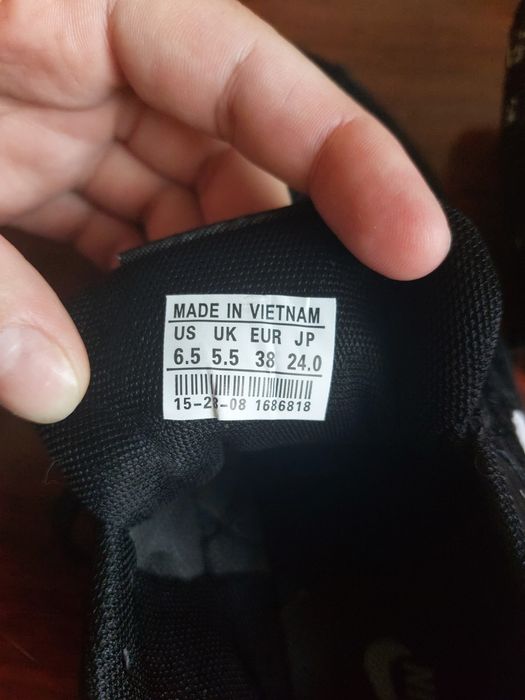 MADE IN VIETNAM
US UK EUR JP
6.5 5.5 38 24.0
15-23-08 1686818